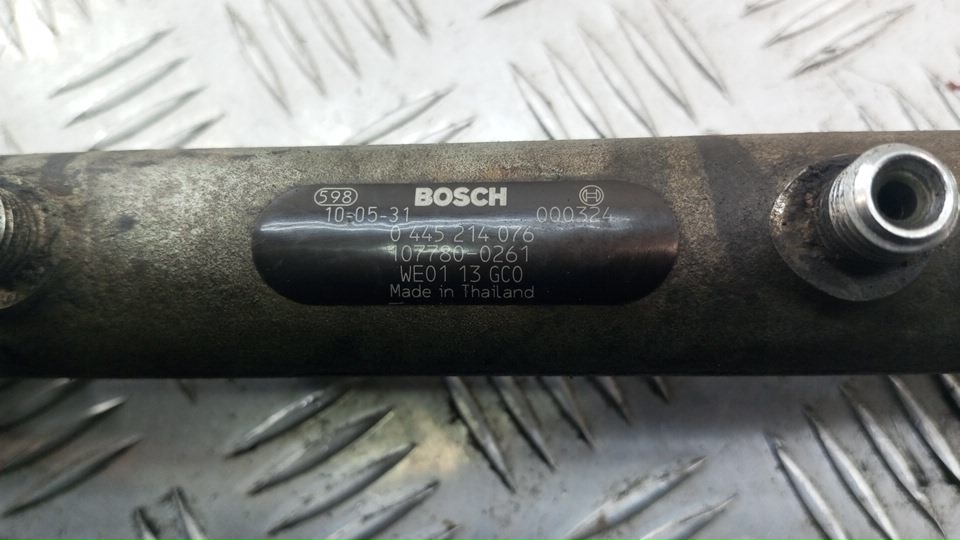 598 BOSCH
10-05-31 000324
0 445 214 076
107780-0261
WE01 13 GC0
Made in Thailand